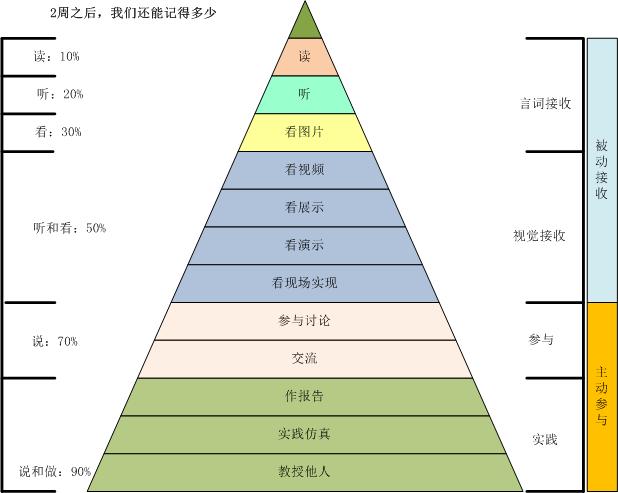 2周之后，我们还能记得多少
读：10%
听：20%
看：30%
听和看：50%
说：70%
说和做：90%
读
听
看图片
看视频
看展示
看演示
看现场实现
参与讨论
交流
作报告
实践仿真
教授他人
言词接收
视觉接收
参与
实践
被动接收
主动参与